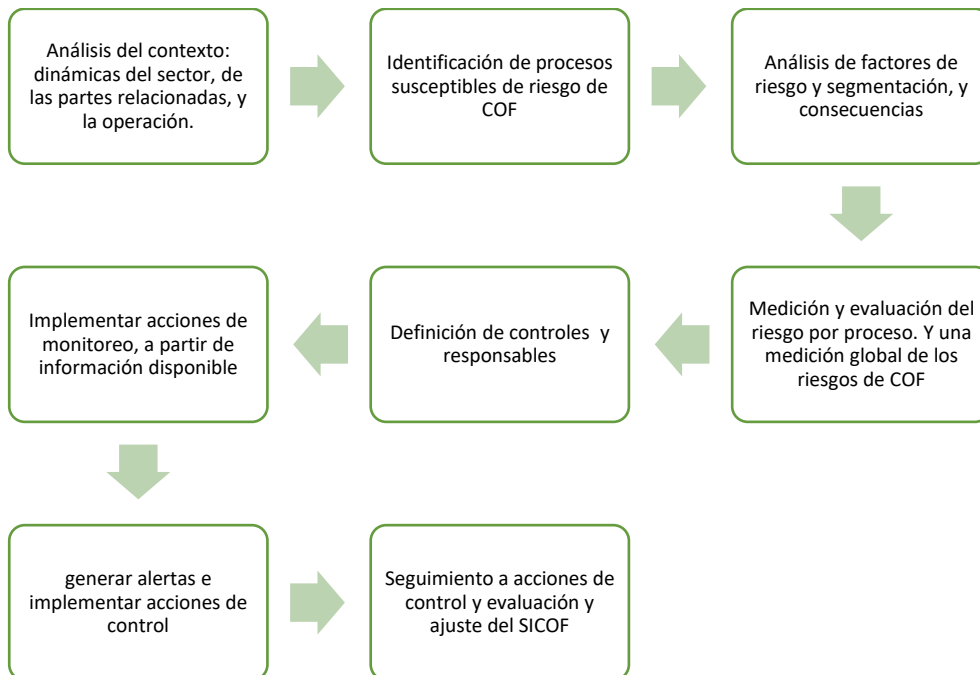 Análisis del contexto:
dinámicas del sector, de
las partes relacionadas, y
la operación.
Identificación de procesos
susceptibles de riesgo de
COF
Análisis de factores de
riesgo y segmentación, y
consecuencias
Medición y evaluación del
riesgo por proceso. Y una
medición global de los
riesgos de COF
Definición de controles y
responsables
Implementar acciones de
monitoreo, a partir de
información disponible
generar alertas e
implementar acciones de
control
Seguimiento a acciones de
control y evaluación y
ajuste del SICOF